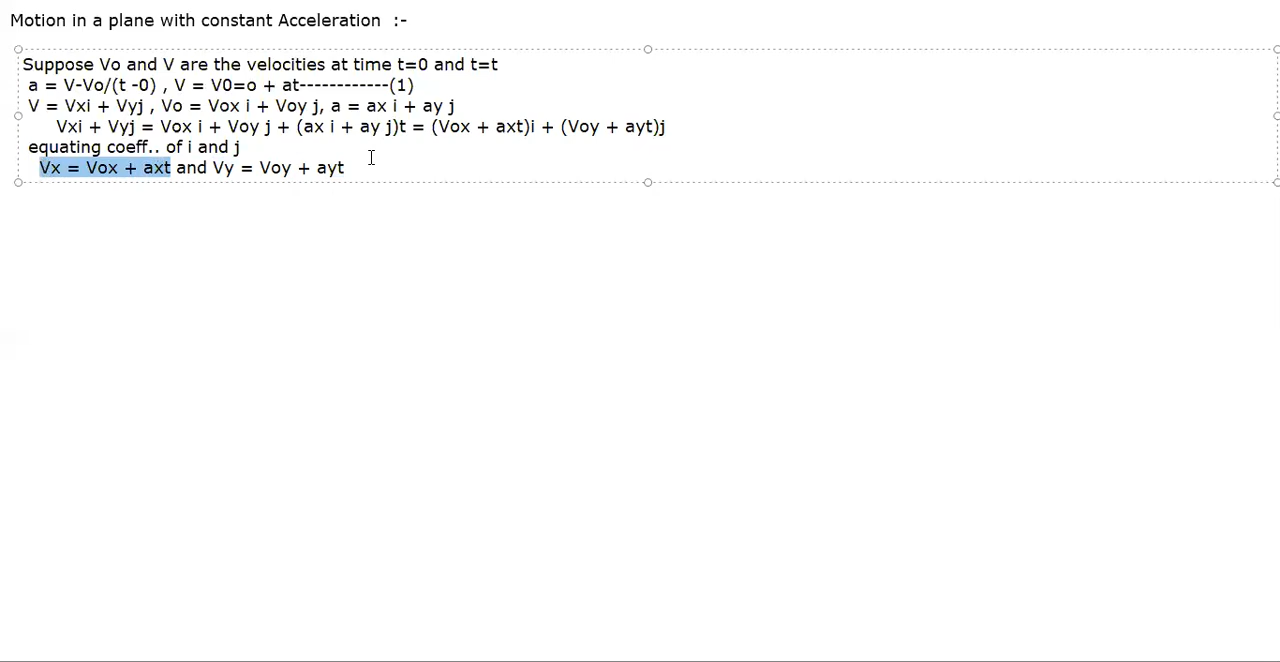 Motion in a plane with constant Acceleration  :-
Suppose Vo and V are the velocities at time t=0 and t=t
a = V-Vo/(t -0) , V = V0=o + at------------(1)
V = Vxi + Vyj , Vo = Vox i + Voy j, a = ax i + ay j
Vxi + Vyj = Vox i + Voy j + (ax i + ay j)t = (Vox + axt)i + (Voy + ayt)j
equating coeff.. of i and j
Vx = Vox + axt and Vy = Voy + ayt